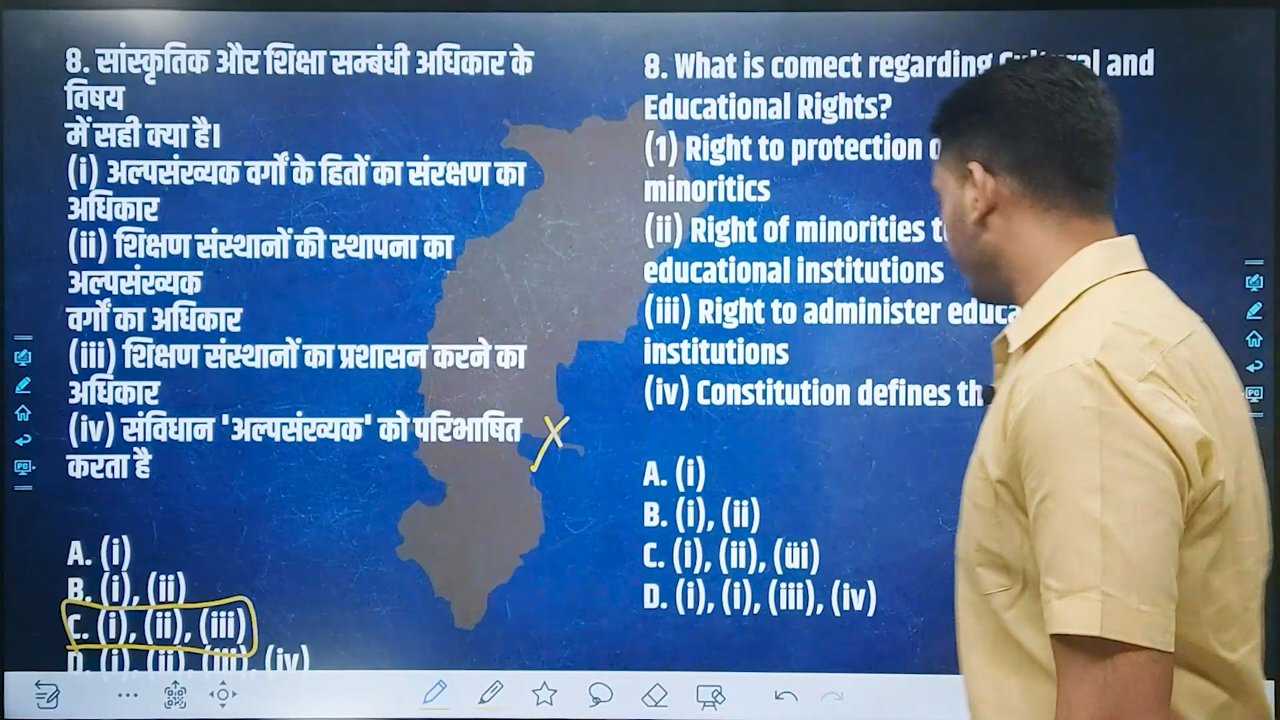 8. सांस्कृतिक और शिक्षा सम्बंधी अधिकार के
विषय
में सही क्या है।
(i) अल्पसंख्यक वर्गों के हितों का संरक्षण का
अधिकार
(ii) शिक्षण संस्थानों की स्थापना का
अल्पसंख्यक
वर्गों का अधिकार
(iii) शिक्षण संस्थानों का प्रशासन करने का
अधिकार
(iv) संविधान 'अल्पसंख्यक' को परिभाषित
करता है
A. (i)
B. (i), (ii)
C. (i), (ii), (iii)
D. (i), (ii), (iii), (iv)
8. What is comect regarding and
Educational Rights?
(1) Right to protection
minoritics
(ii) Right of minorities
educational institutions
(iii) Right to administer
institutions
(iv) Constitution defines
A. (i)
B. (i), (ii)
C. (i), (ii), (üi)
D. (i), (i), (iii), (iv)